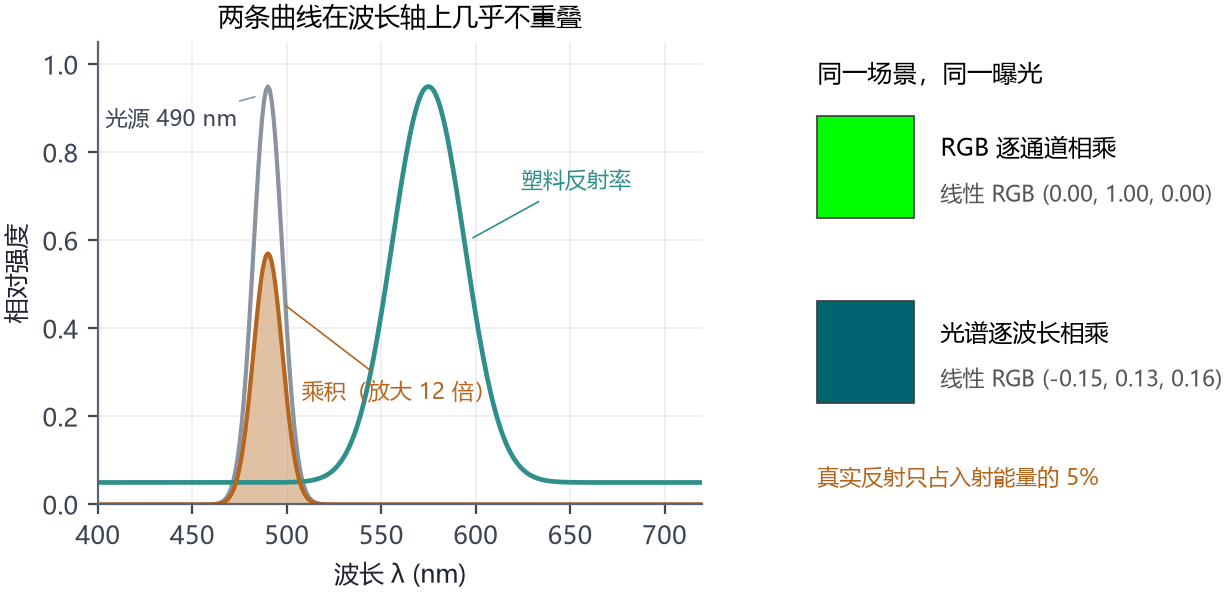 两条曲线在波长轴上几乎不重叠
相对强度
1.0
0.8
0.6
0.4
0.2
0.0
光源 490 nm
塑料反射率
乘积（放大 12 倍）
400
450
500
550
600
650
700
波长 λ (nm)
同一场景，同一曝光
RGB 逐通道相乘
线性 RGB (0.00, 1.00, 0.00)
光谱逐波长相乘
线性 RGB (-0.15, 0.13, 0.16)
真实反射只占入射能量的 5%